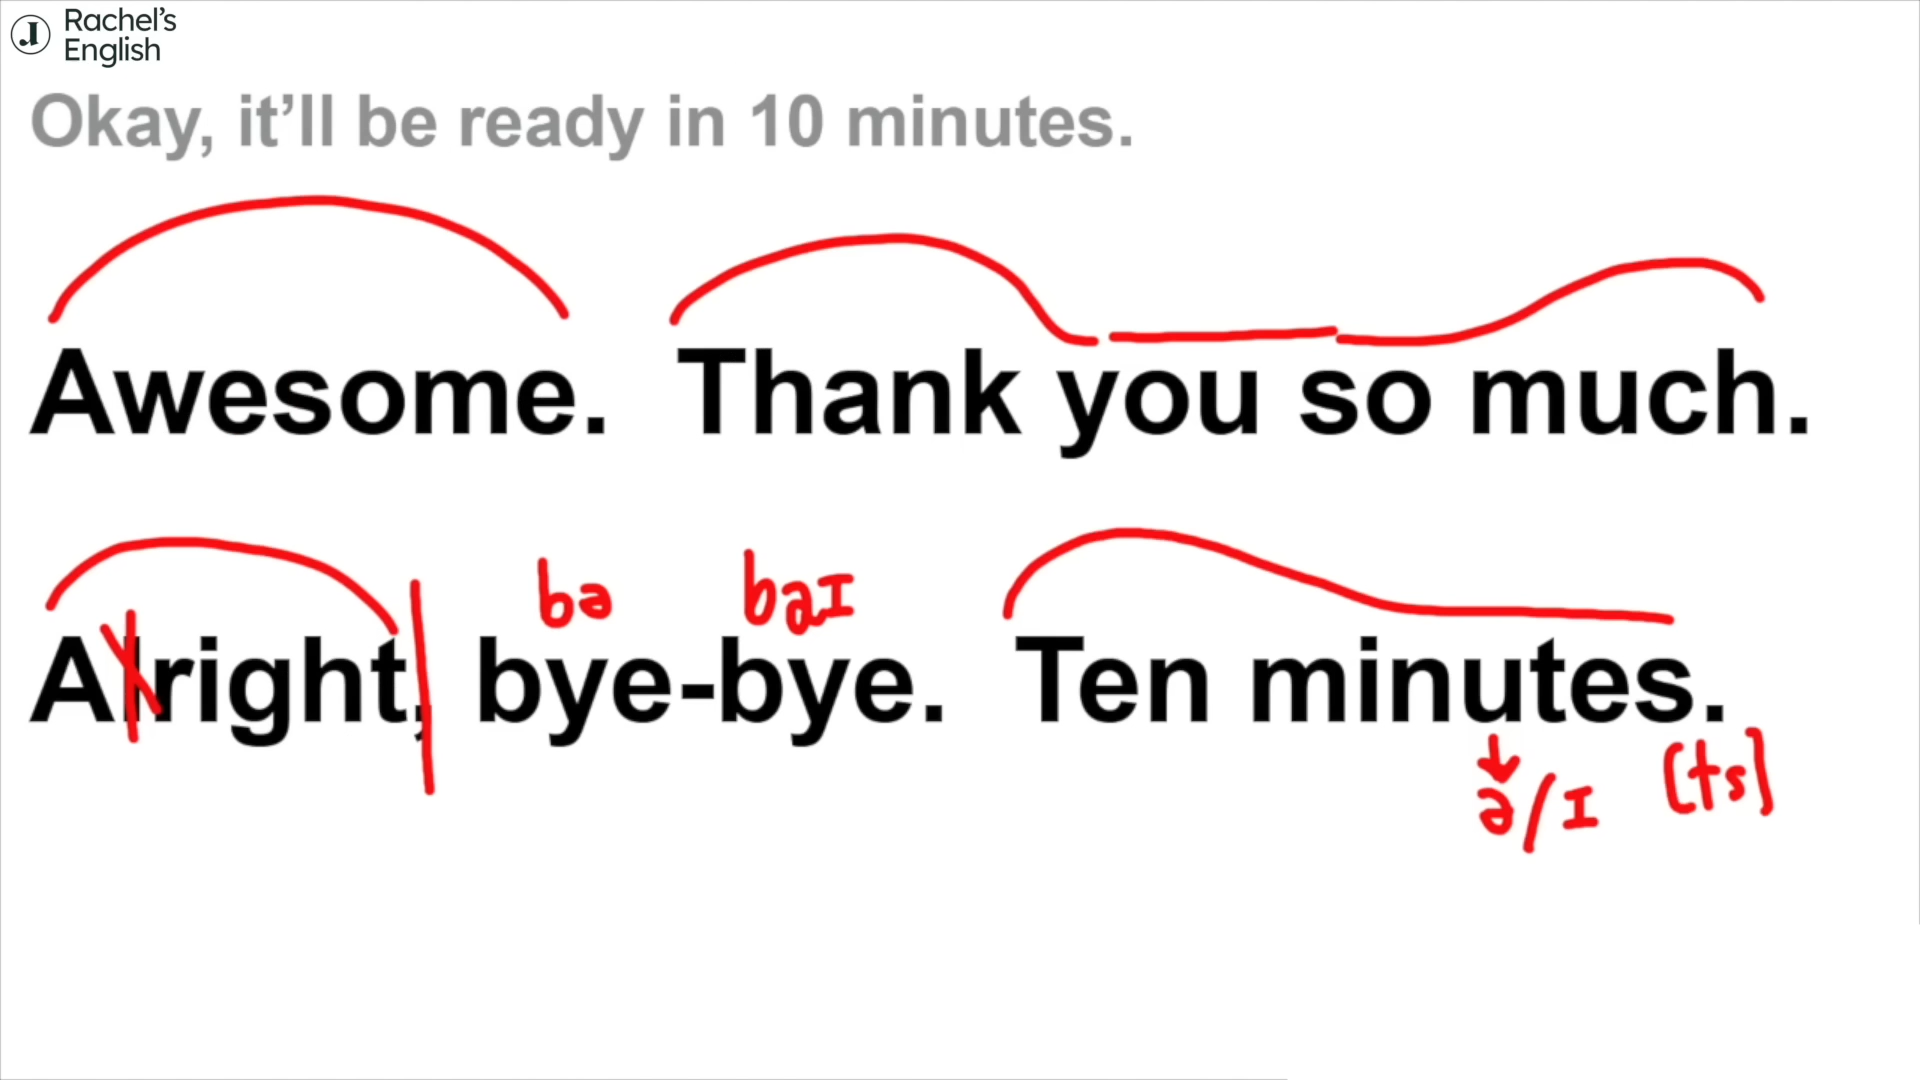 Rachel's
English
Okay, it'll be ready in 10 minutes.
Awesome. Thank you so much.
bə baɪ
Alright, bye-bye. Ten minutes.
ə/ɪ [ts]